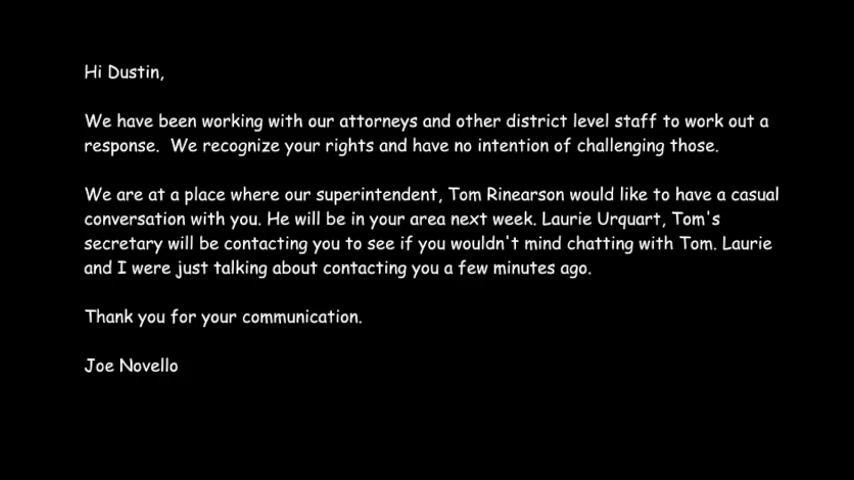 Hi Dustin,
We have been working with our attorneys and other district level staff to work out a
response.  We recognize your rights and have no intention of challenging those.
We are at a place where our superintendent, Tom Rinearson would like to have a casual
conversation with you. He will be in your area next week. Laurie Urquart, Tom's
secretary will be contacting you to see if you wouldn't mind chatting with Tom. Laurie
and I were just talking about contacting you a few minutes ago.
Thank you for your communication.
Joe Novello